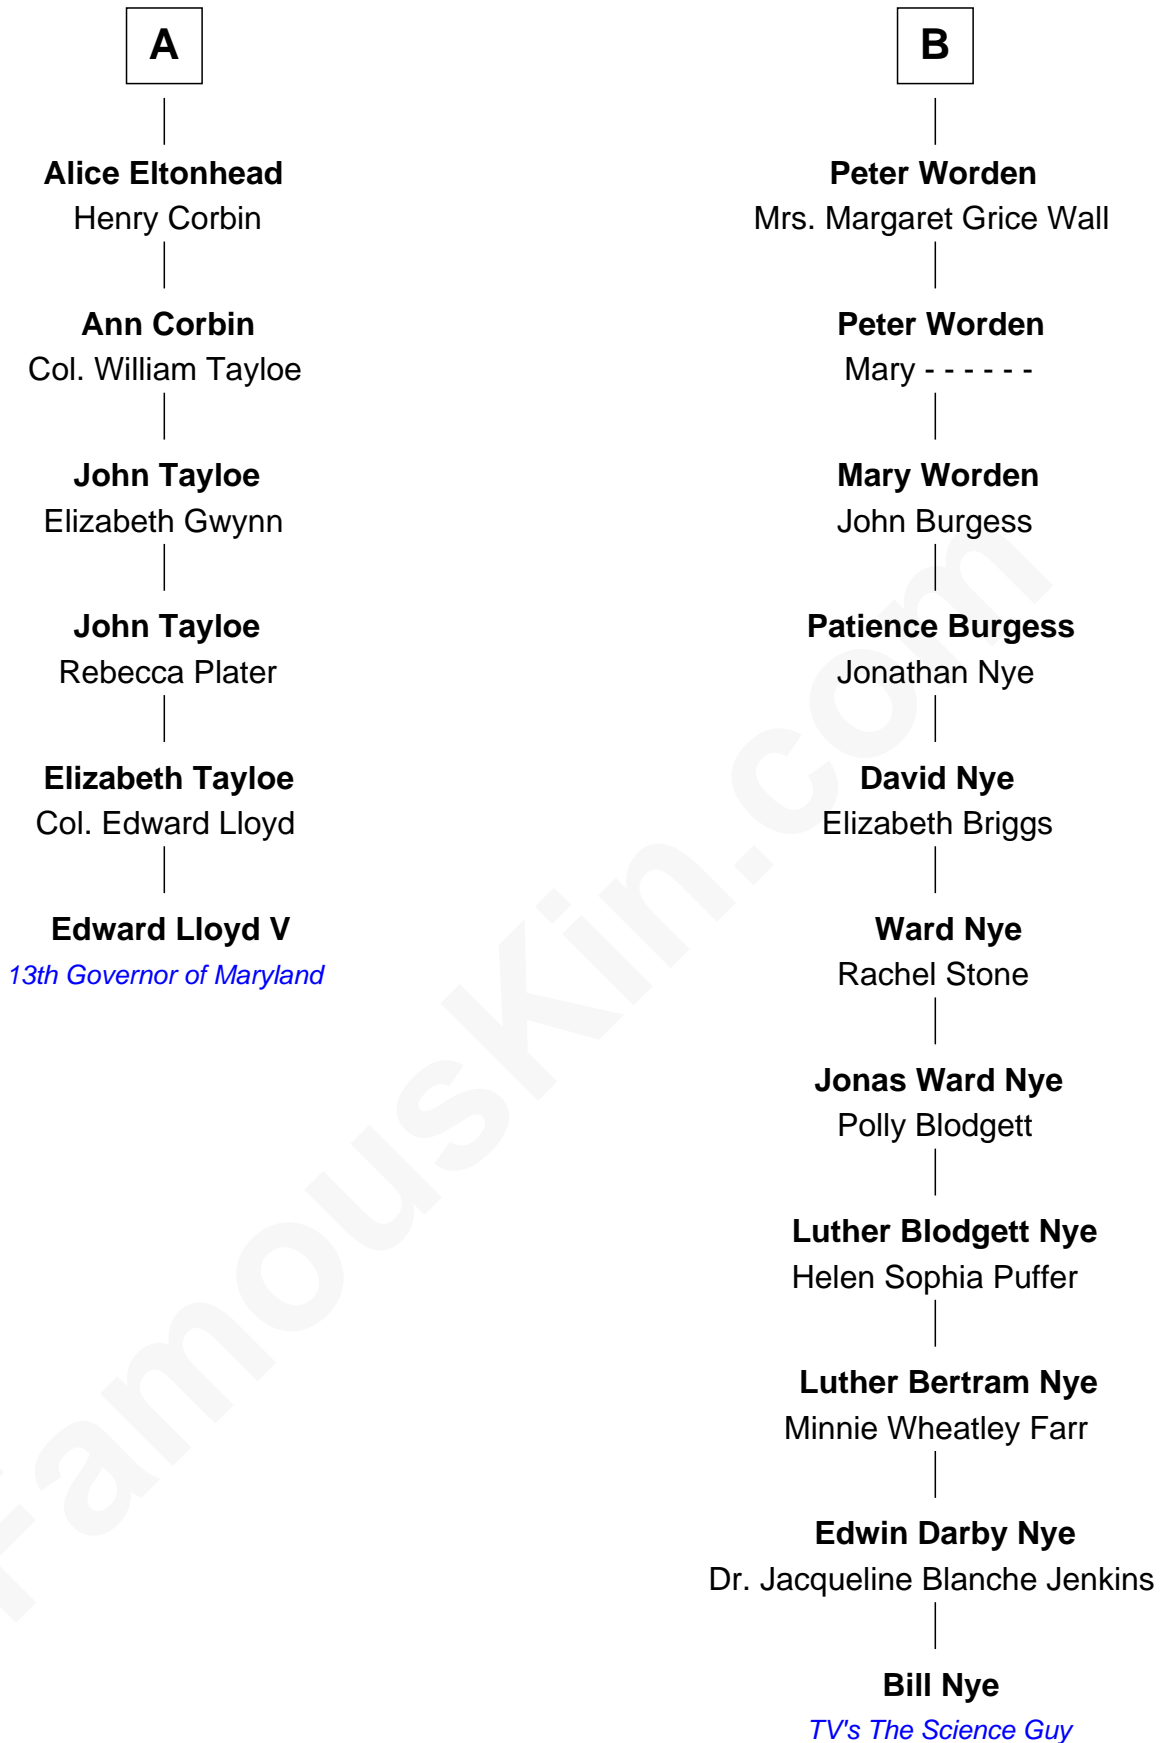 A
Alice Eltonhead
Henry Corbin
Ann Corbin
Col. William Tayloe
John Tayloe
Elizabeth Gwynn
John Tayloe
Rebecca Plater
Elizabeth Tayloe
Col. Edward Lloyd
Edward Lloyd V
13th Governor of Maryland
B
Peter Worden
Mrs. Margaret Grice Wall
Peter Worden
Mary - - - - - -
Mary Worden
John Burgess
Patience Burgess
Jonathan Nye
David Nye
Elizabeth Briggs
Ward Nye
Rachel Stone
Jonas Ward Nye
Polly Blodgett
Luther Blodgett Nye
Helen Sophia Puffer
Luther Bertram Nye
Minnie Wheatley Farr
Edwin Darby Nye
Dr. Jacqueline Blanche Jenkins
Bill Nye
TV's The Science Guy
FamousKin.com